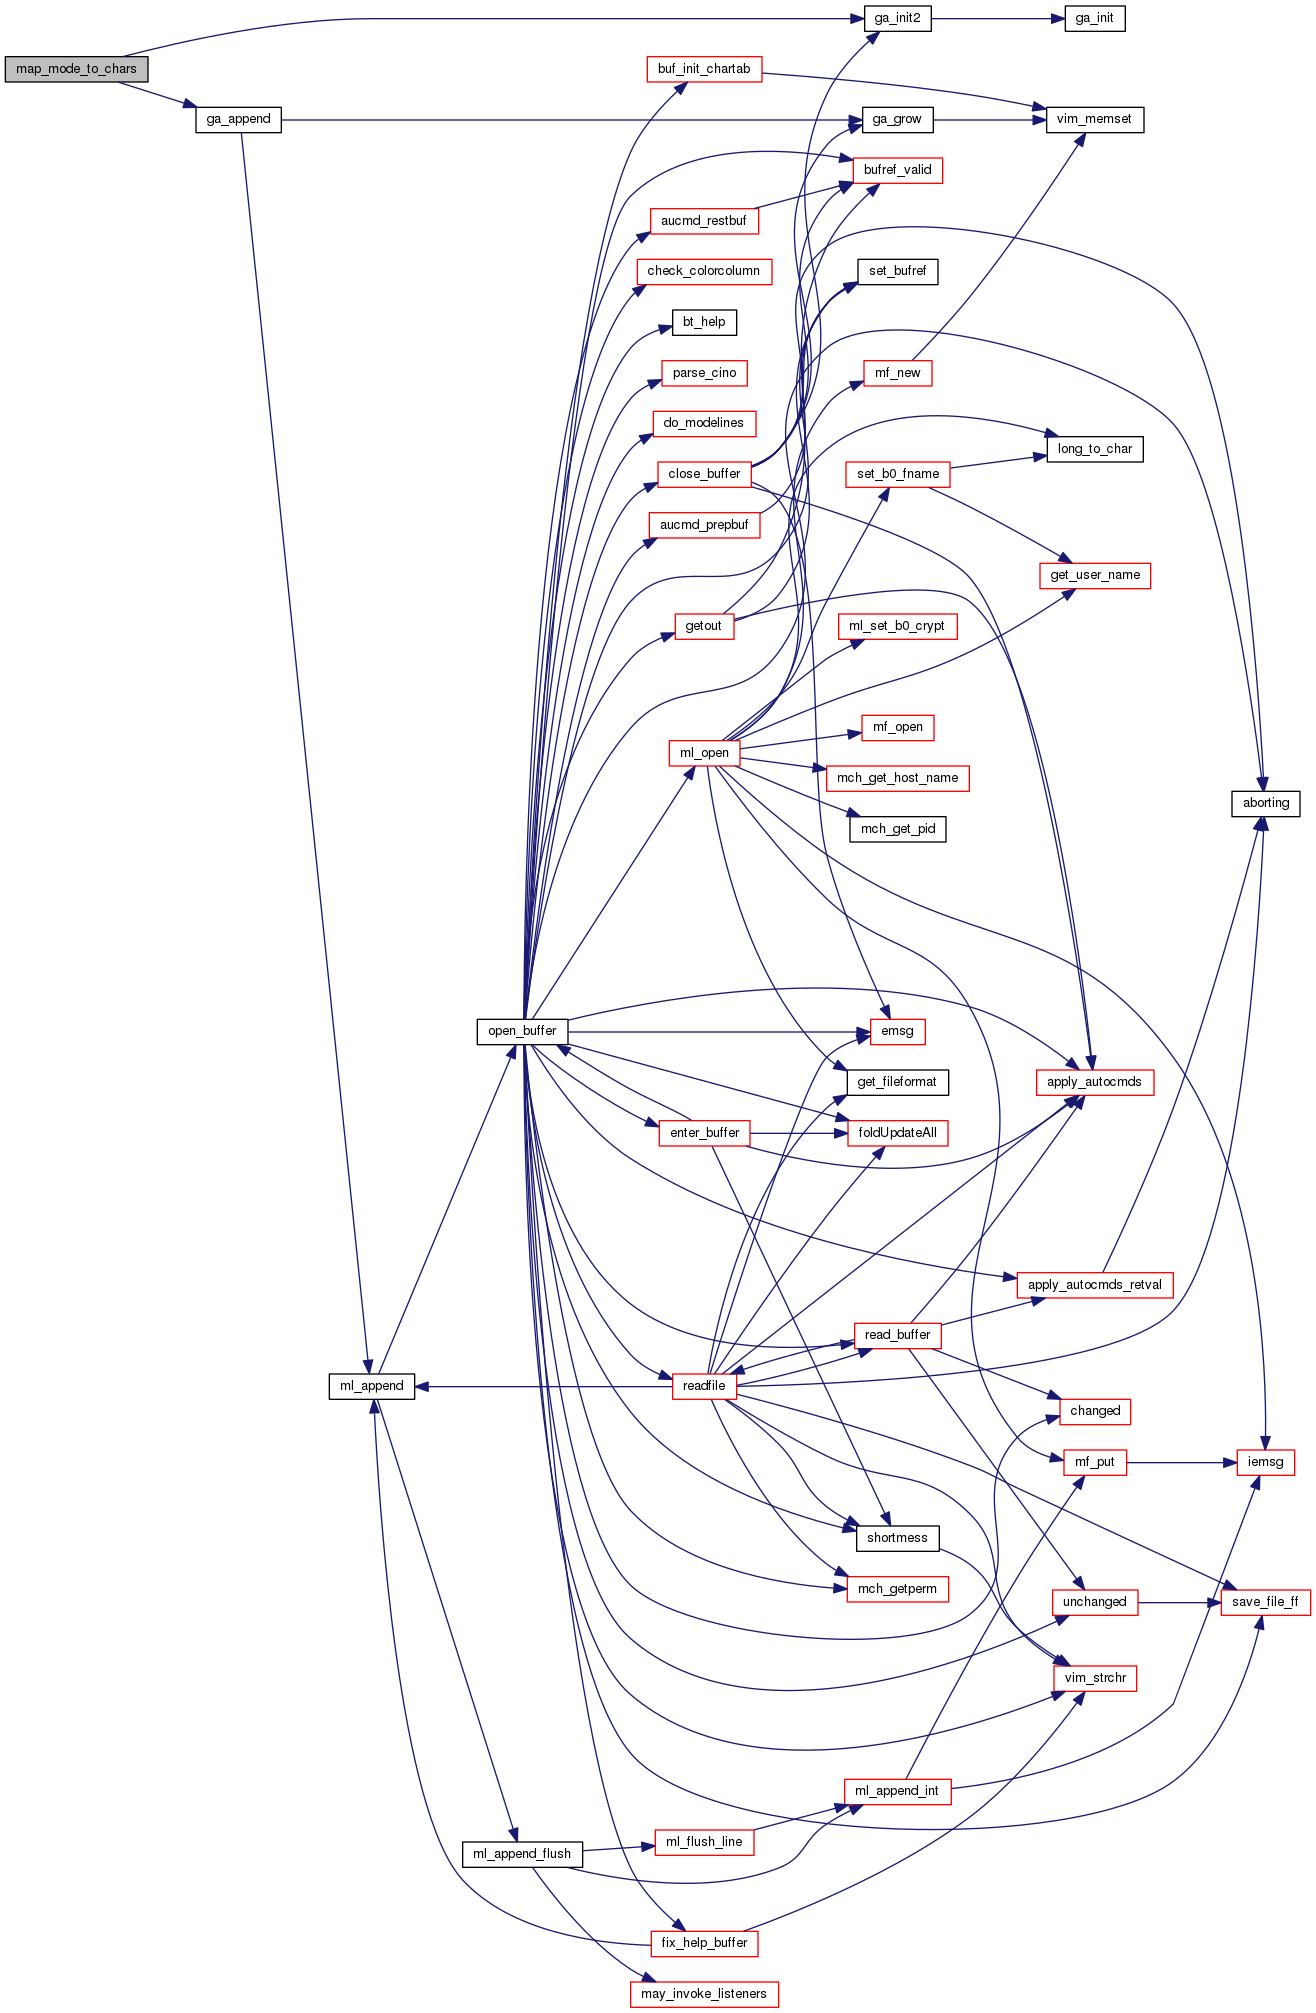 ga_init2
ga_init
map_mode_to_chars
buf_init_chartab
ga_append
ga_grow
vim_memset
bufref_valid
aucmd_restbuf
check_colorcolumn
set_bufref
bt_help
parse_cino
mf_new
do_modelines
long_to_char
close_buffer
set_b0_fname
aucmd_prepbuf
get_user_name
getout
ml_set_b0_crypt
mf_open
ml_open
mch_get_host_name
aborting
mch_get_pid
open_buffer
emsg
get_fileformat
apply_autocmds
enter_buffer
foldUpdateAll
apply_autocmds_retval
read_buffer
ml_append
readfile
changed
mf_put
iemsg
shortmess
mch_getperm
unchanged
save_file_ff
vim_strchr
ml_append_int
ml_flush_line
ml_append_flush
fix_help_buffer
may_invoke_listeners